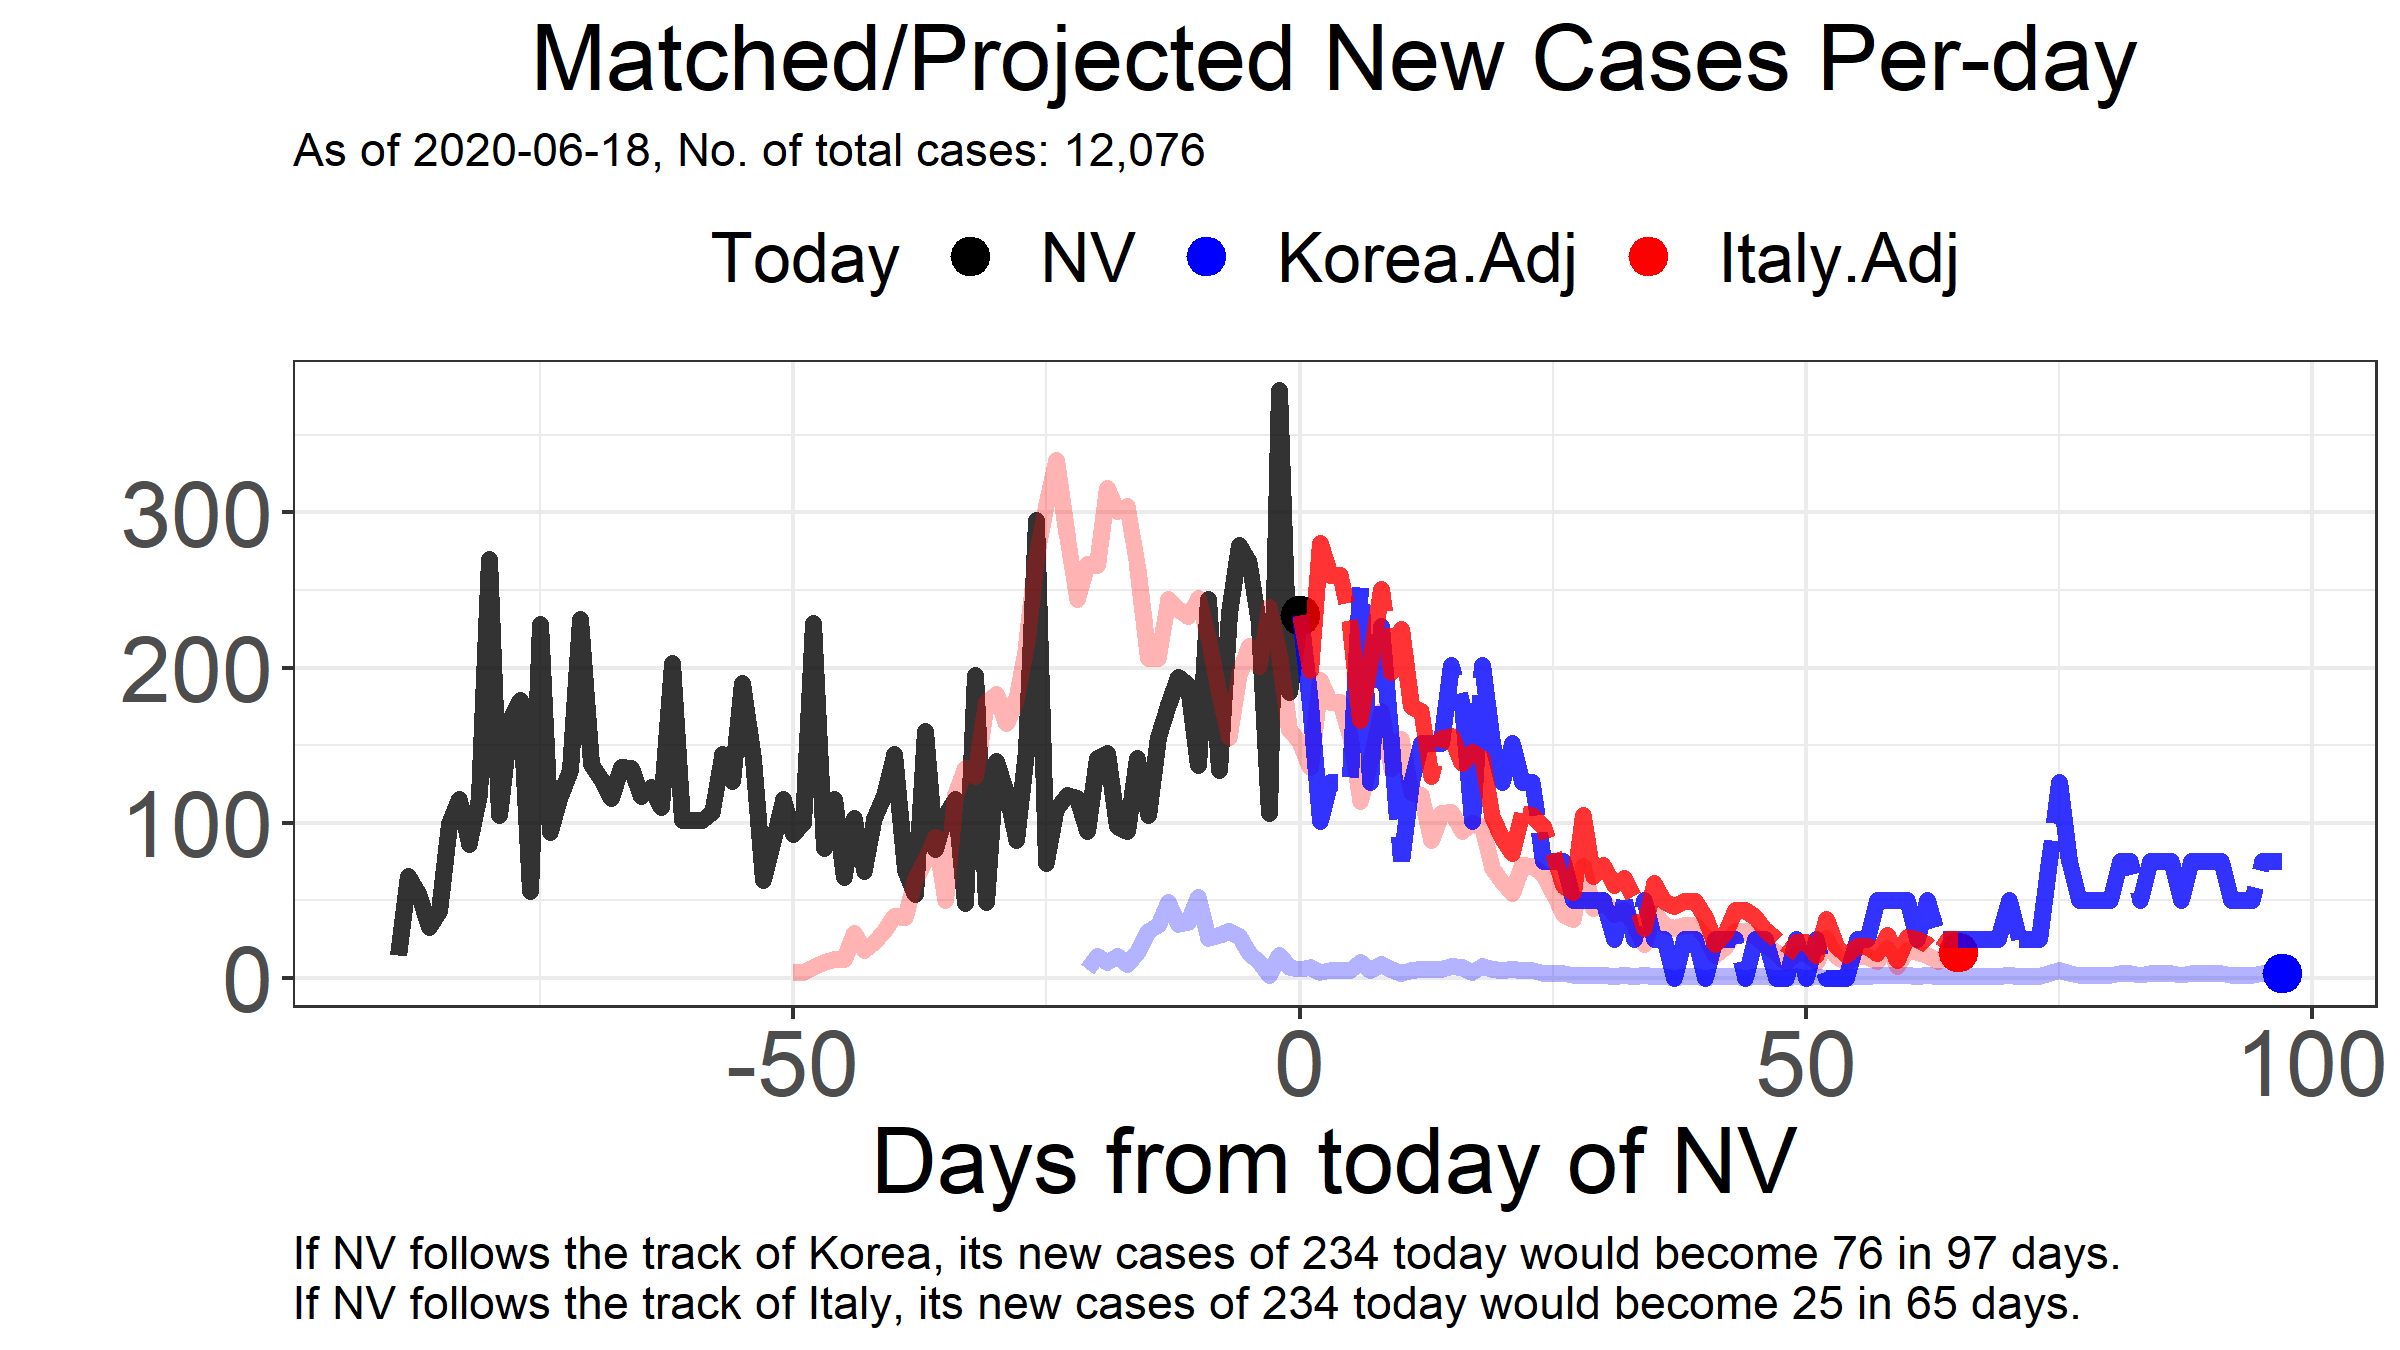 Matched/Projected New Cases Per-day
As of 2020-06-18, No. of total cases: 12,076
Today NV Korea.Adj Italy.Adj
300
200
100
0
-50 0 50 100
Days from today of NV
If NV follows the track of Korea, its new cases of 234 today would become 76 in 97 days.
If NV follows the track of Italy, its new cases of 234 today would become 25 in 65 days.